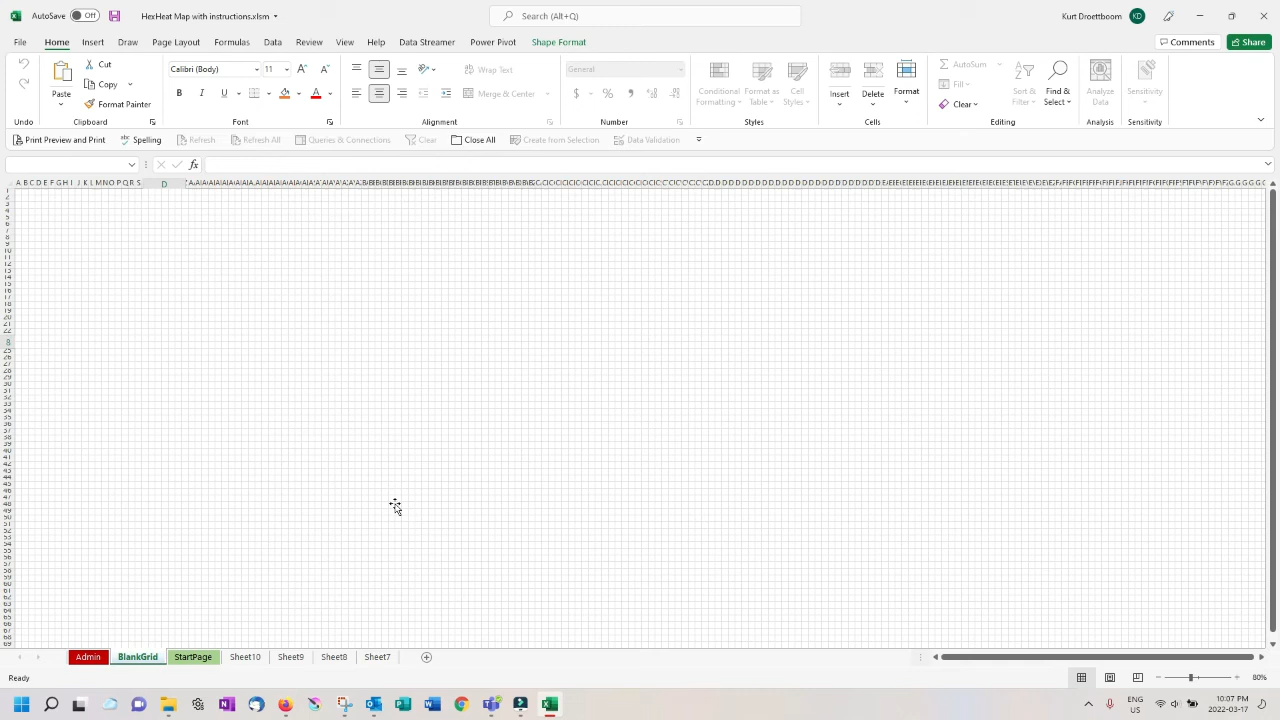 AutoSave Off HexHeat Map with instructions.xlsm Search (Alt+Q) Kurt Droettboom KD
File Home Insert Draw Page Layout Formulas Data Review View Help Data Streamer Power Pivot Shape Format Comments Share
Paste Cut Copy Format Painter Clipboard
Calibri (Body) 11 B I U A Font
Wrap Text Merge & Center Alignment
General $ % Number
Conditional Formatting Format as Table Cell Styles Styles
Insert Delete Format Cells
AutoSum Fill Clear Sort & Filter Find & Select Editing
Analyze Data Analysis
Sensitivity Sensitivity
Undo
Print Preview and Print Spelling Refresh Refresh All Queries & Connections Clear Close All Create from Selection Data Validation
fx
A B C D E F G H I J K L M N O P Q R S D
Admin BlankGrid StartPage Sheet10 Sheet9 Sheet8 Sheet7
Ready 80%
ENG US 10:07 PM 2022-03-17